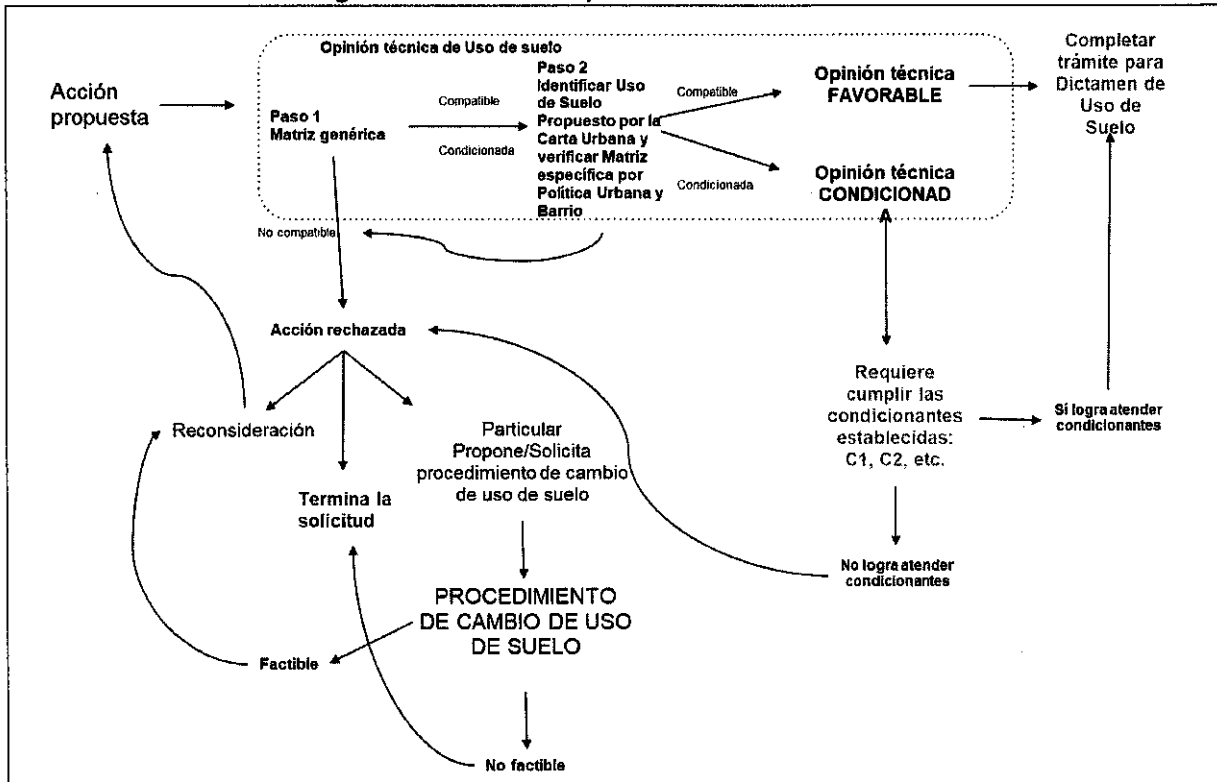 Opinión técnica de Uso de suelo
Acción
propuesta
Paso 1
Matriz genérica
Compatible
Condicionada
Paso 2
Identificar Uso
de Suelo
Propuesto por la
Carta Urbana y
verificar Matriz
específica por
Política Urbana y
Barrio
Compatible
Condicionada
Opinión técnica
FAVORABLE
Opinión técnica
CONDICIONAD
A
Completar
trámite para
Dictamen de
Uso de
Suelo
No compatible
Acción rechazada
Reconsideración
Termina la
solicitud
Particular
Propone/Solicita
procedimiento de cambio
de uso de suelo
Requiere
cumplir las
condicionantes
establecidas:
C1, C2, etc.
Sí logra atender
condicionantes
No logra atender
condicionantes
PROCEDIMIENTO
DE CAMBIO DE USO
DE SUELO
Factible
No factible